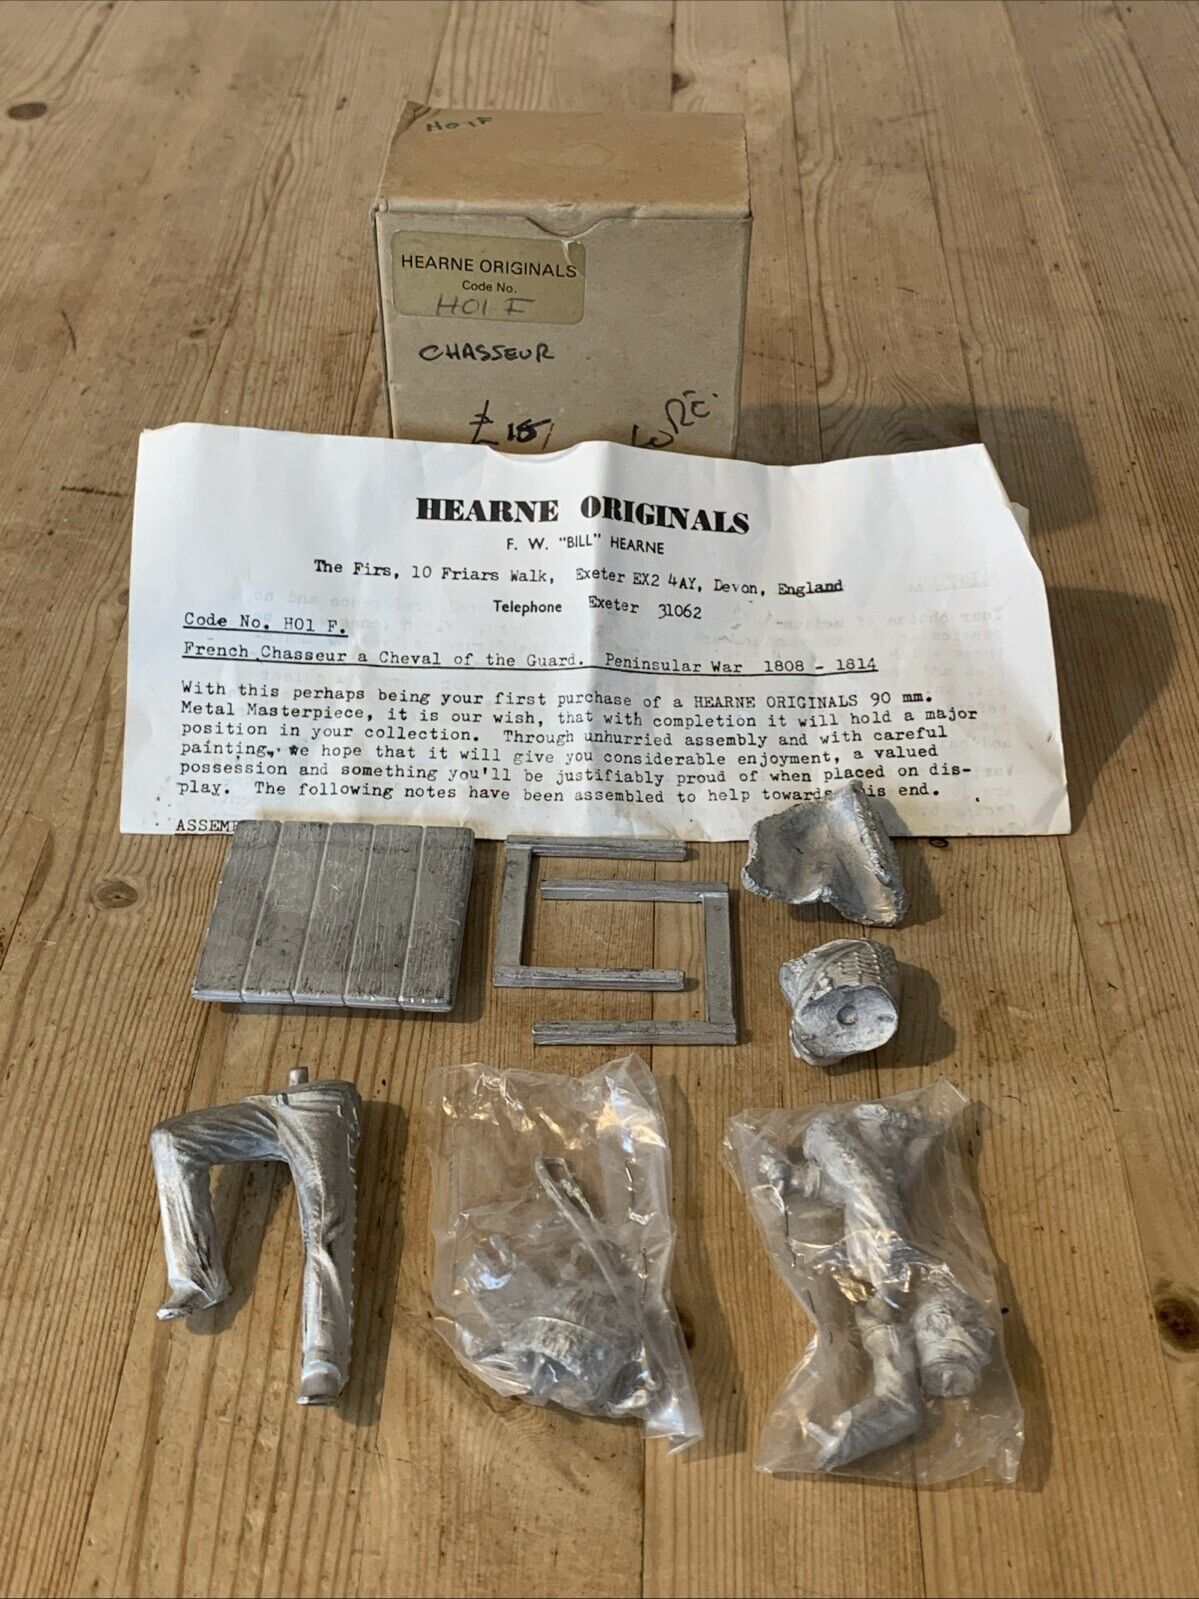 H01F
HEARNE ORIGINALS
Code No.
H01 F
CHASSEUR
£15/
HEARNE ORIGINALS
F. W. "BILL" HEARNE
The Firs, 10 Friars Walk, Exeter EX2 4AY, Devon, England
Telephone Exeter 31062
Code No. H01 F.
French Chasseur a Cheval of the Guard. Peninsular War 1808 - 1814
With this perhaps being your first purchase of a HEARNE ORIGINALS 90 mm.
Metal Masterpiece, it is our wish, that with completion it will hold a major
position in your collection. Through unhurried assembly and with careful
painting, we hope that it will give you considerable enjoyment, a valued
possession and something you'll be justifiably proud of when placed on dis-
play. The following notes have been assembled to help towards end.